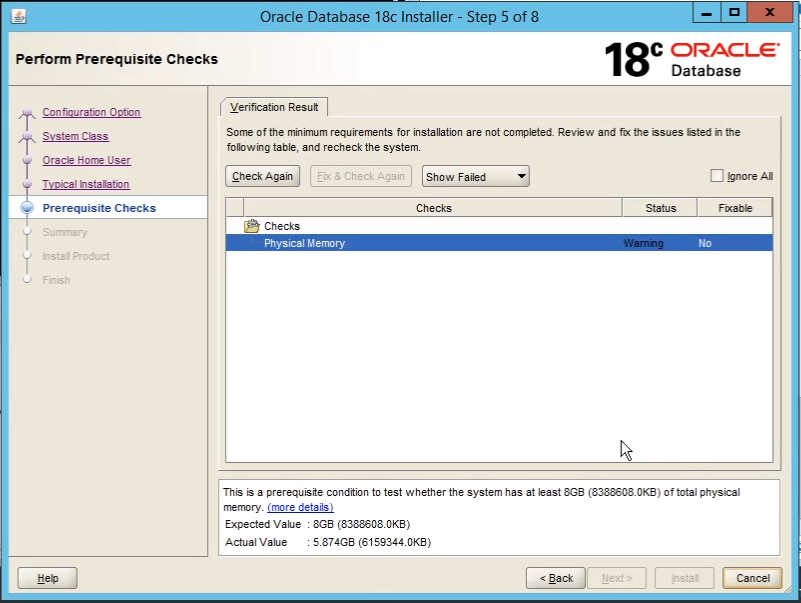 Oracle Database 18c Installer - Step 5 of 8
Perform Prerequisite Checks
18c ORACLE
Database
Configuration Option
System Class
Oracle Home User
Typical Installation
Prerequisite Checks
Summary
Install Product
Finish
Verification Result
Some of the minimum requirements for installation are not completed. Review and fix the issues listed in the
following table, and recheck the system.
Check Again Fix & Check Again Show Failed Ignore All
Checks Status Fixable
Checks
Physical Memory Warning No
This is a prerequisite condition to test whether the system has at least 8GB (8388608.0KB) of total physical
memory. (more details)
Expected Value : 8GB (8388608.0KB)
Actual Value : 5.874GB (6159344.0KB)
Help < Back Next > Install Cancel